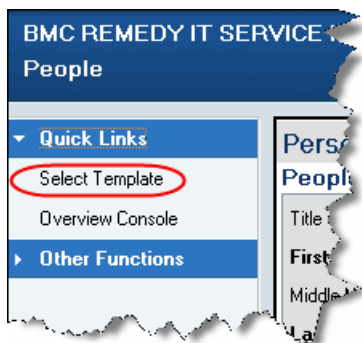 BMC REMEDY IT SERVICE
People
Quick Links
Select Template
Overview Console
Other Functions
People
Title
First
Middle